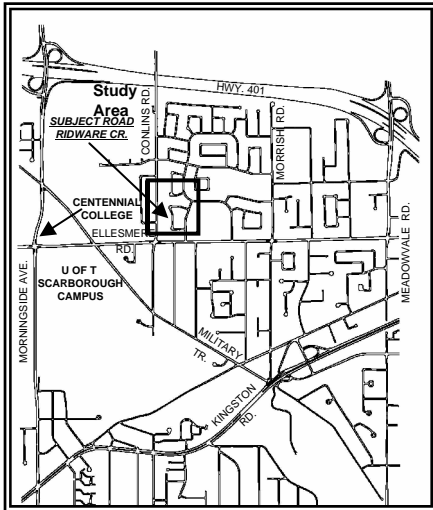 HWY. 401
Study
Area
SUBJECT ROAD
RIDWARE CR.
CONLINS RD.
MORRISH RD.
CENTENNIAL
COLLEGE
ELLESMERE
RD.
MEADOWVALE RD.
U OF T
SCARBOROUGH
CAMPUS
MORNINGSIDE AVE.
MILITARY
TR.
KINGSTON
RD.